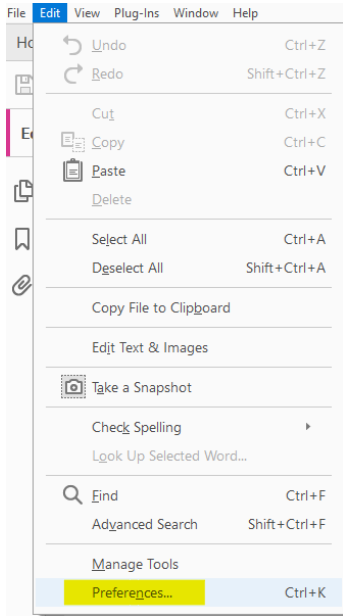 File Edit View Plug-Ins Window Help
Undo Ctrl+Z
Redo Shift+Ctrl+Z
Cut Ctrl+X
Copy Ctrl+C
Paste Ctrl+V
Delete
Select All Ctrl+A
Deselect All Shift+Ctrl+A
Copy File to Clipboard
Edit Text & Images
Take a Snapshot
Check Spelling
Look Up Selected Word...
Find Ctrl+F
Advanced Search Shift+Ctrl+F
Manage Tools
Preferences... Ctrl+K